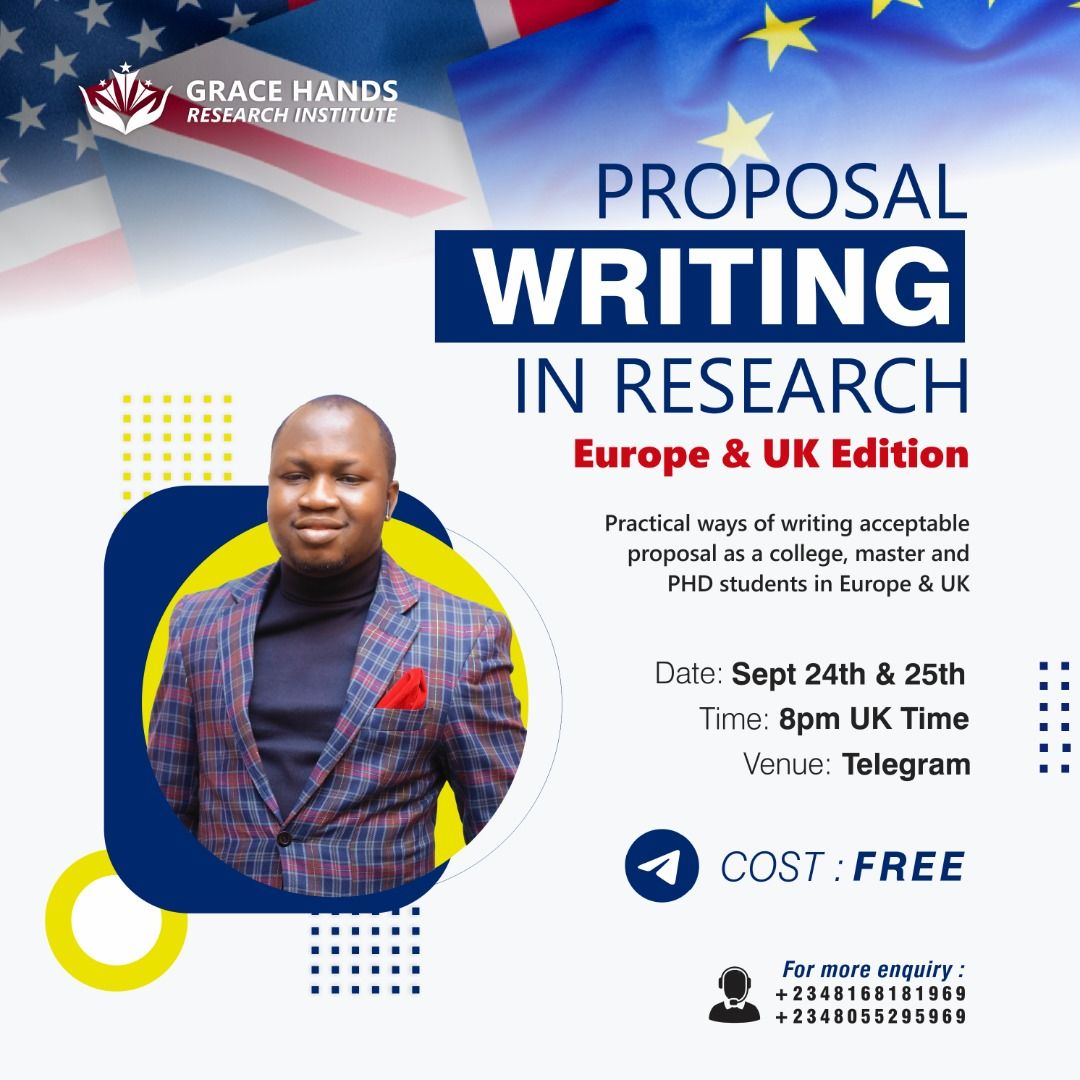 GRACE HANDS
RESEARCH INSTITUTE
PROPOSAL
WRITING
IN RESEARCH
Europe & UK Edition
Practical ways of writing acceptable
proposal as a college, master and
PHD students in Europe & UK
Date: Sept 24th & 25th
Time: 8pm UK Time
Venue: Telegram
COST : FREE
For more enquiry :
+2348168181969
+2348055295969